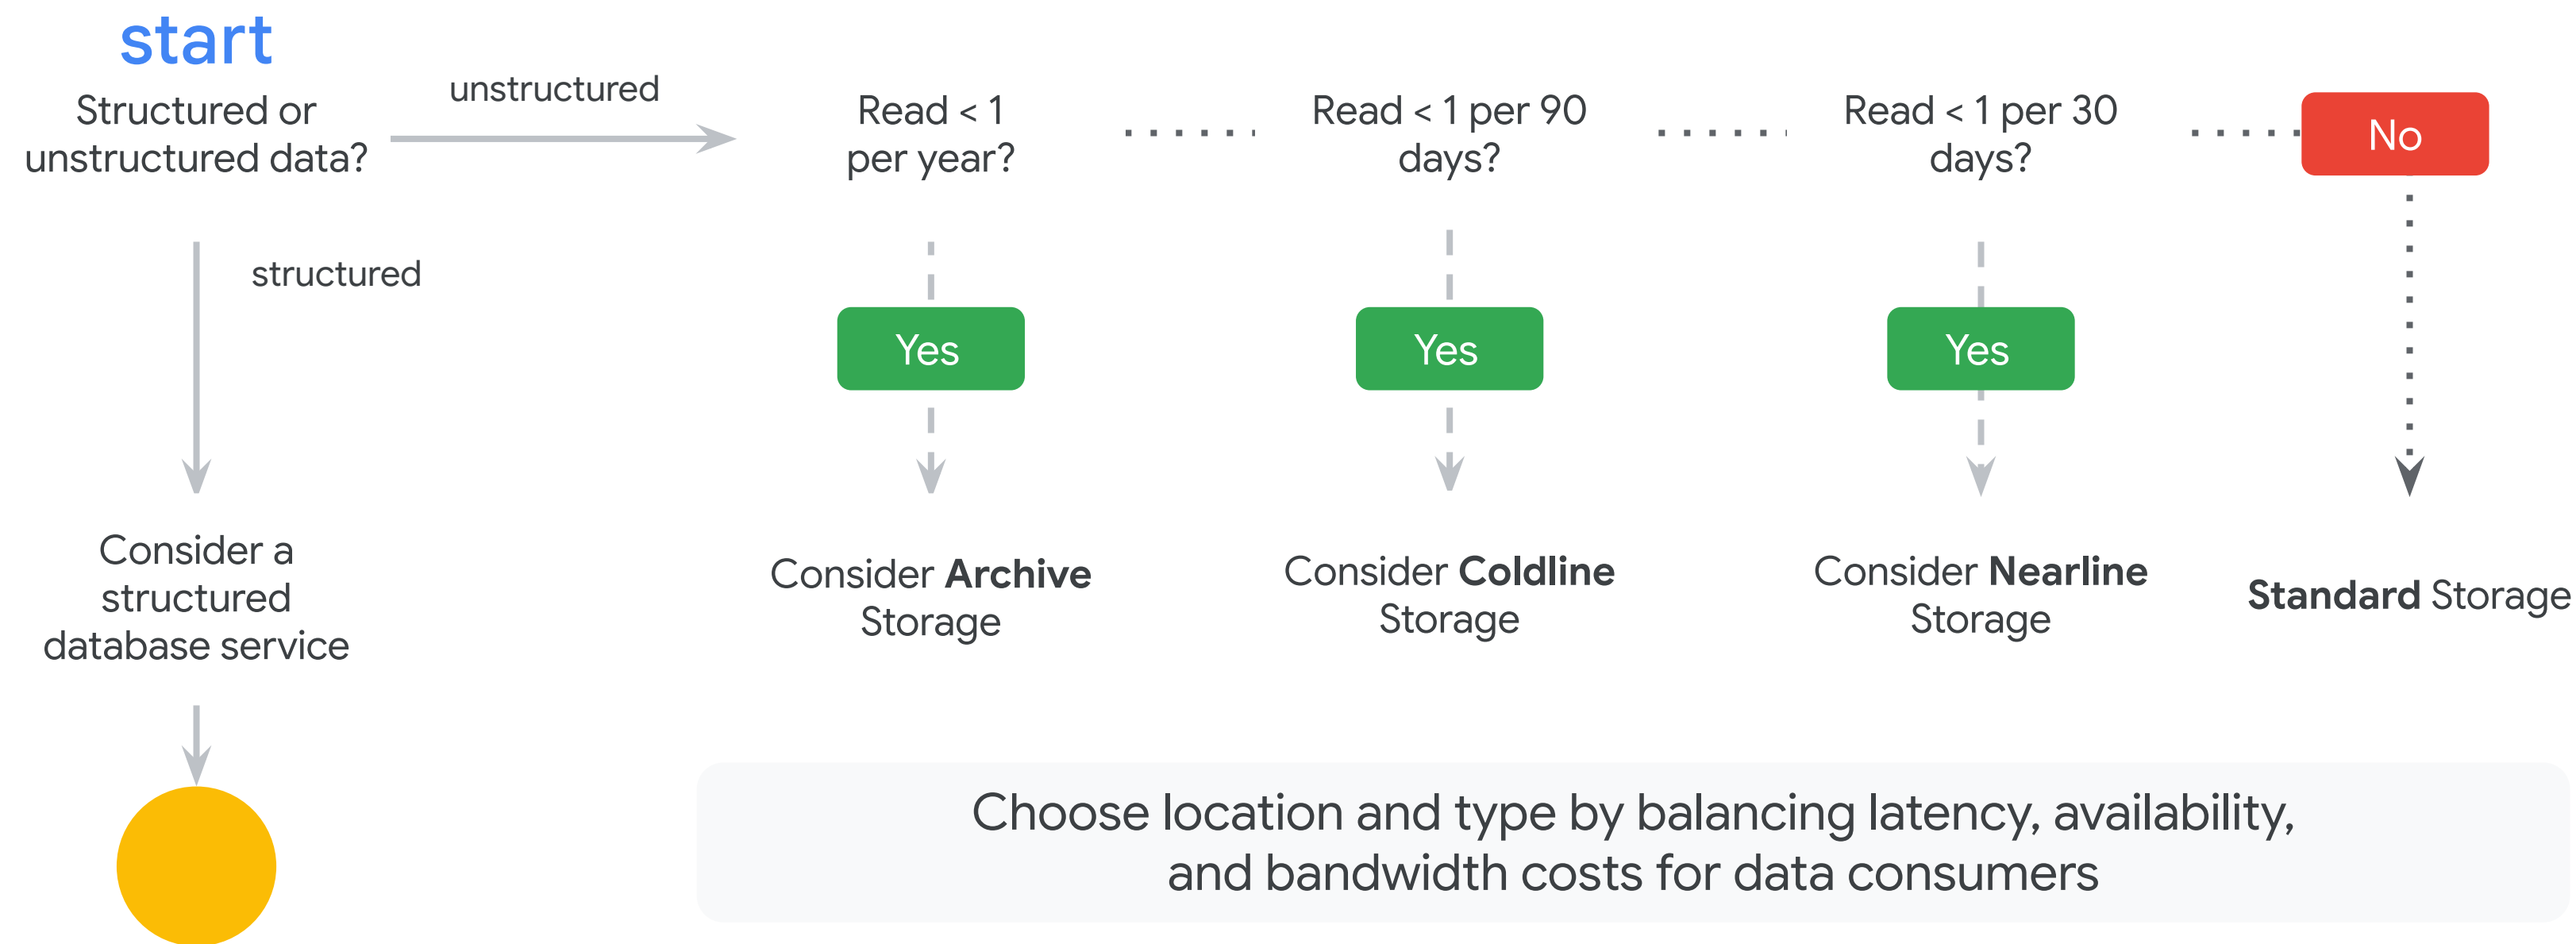 start
Structured or
unstructured data?
unstructured
Read < 1
per year?
Read < 1 per 90
days?
Read < 1 per 30
days?
No
structured
Yes
Yes
Yes
Consider a
structured
database service
Consider Archive
Storage
Consider Coldline
Storage
Consider Nearline
Storage
Standard Storage
Choose location and type by balancing latency, availability,
and bandwidth costs for data consumers